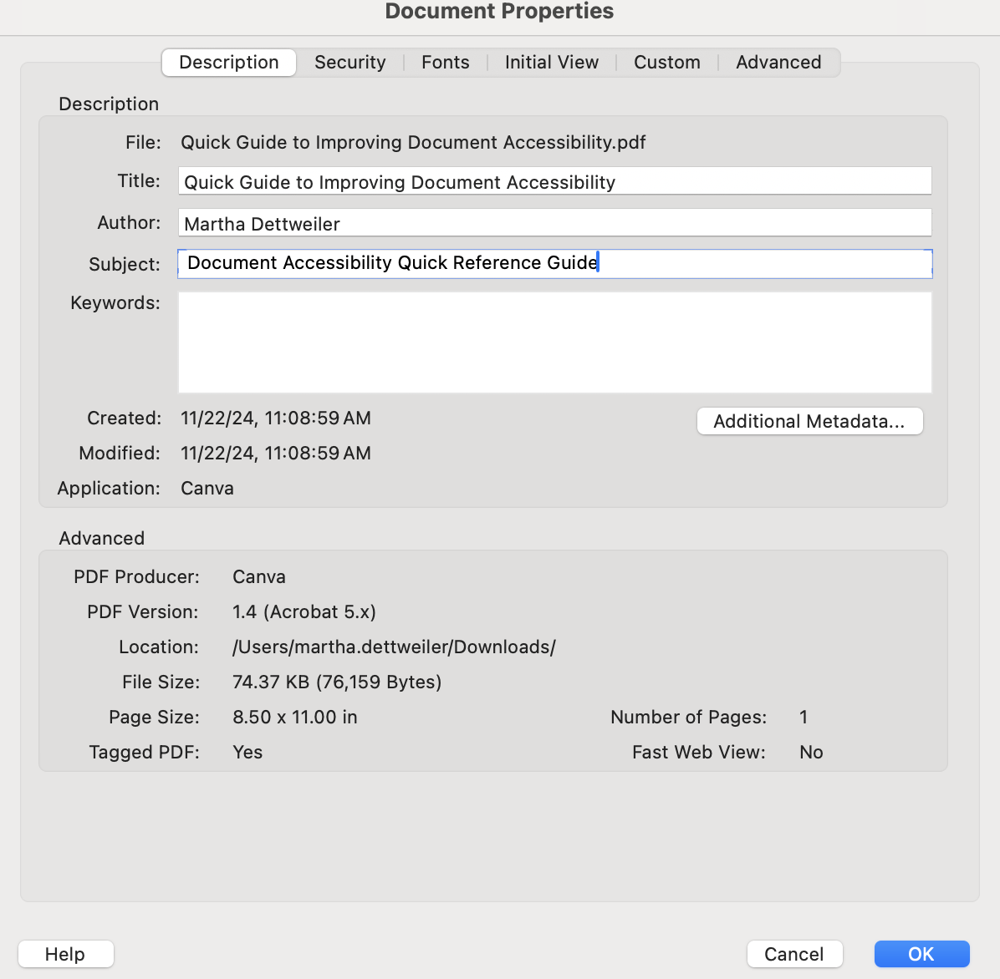 Document Properties
Description Security Fonts Initial View Custom Advanced
Description
File: Quick Guide to Improving Document Accessibility.pdf
Title: Quick Guide to Improving Document Accessibility
Author: Martha Dettweiler
Subject: Document Accessibility Quick Reference Guide
Keywords:
Created: 11/22/24, 11:08:59 AM
Additional Metadata...
Modified: 11/22/24, 11:08:59 AM
Application: Canva
Advanced
PDF Producer: Canva
PDF Version: 1.4 (Acrobat 5.x)
Location: /Users/martha.dettweiler/Downloads/
File Size: 74.37 KB (76,159 Bytes)
Page Size: 8.50 x 11.00 in Number of Pages: 1
Tagged PDF: Yes Fast Web View: No
Help Cancel OK